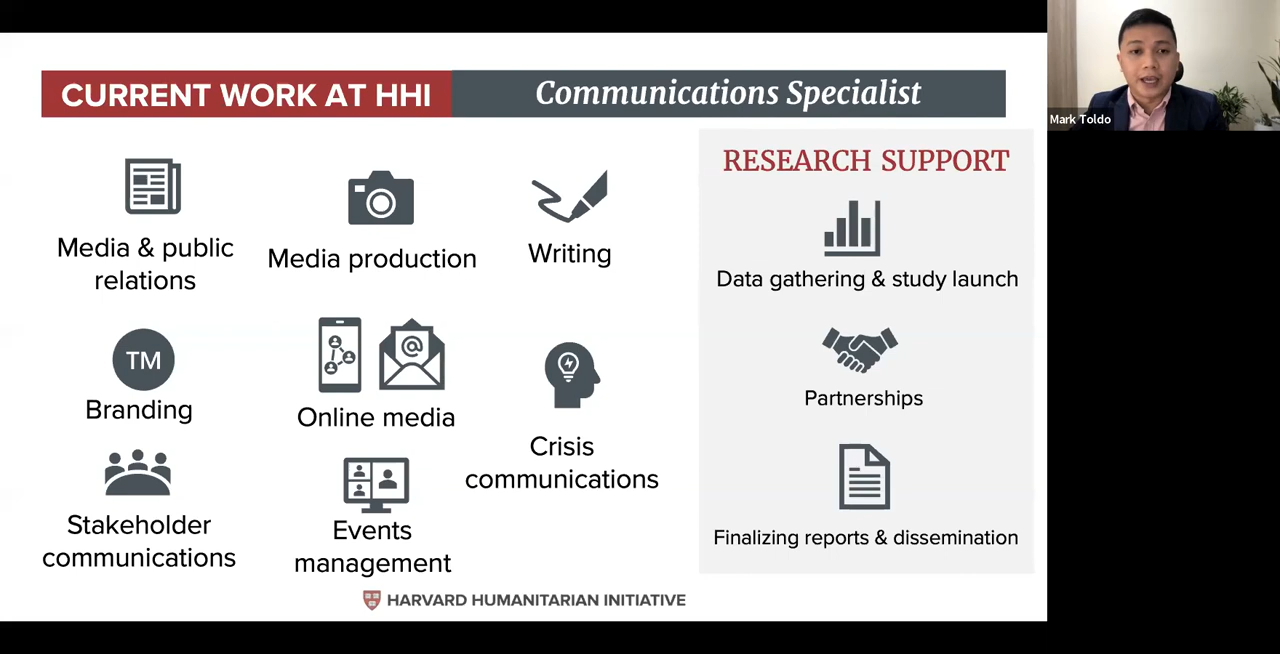 CURRENT WORK AT HHI
Communications Specialist
Mark Toldo
Media & public
relations
Media production
Writing
TM
Branding
@
Online media
Crisis
communications
Stakeholder
communications
Events
management
RESEARCH SUPPORT
Data gathering & study launch
Partnerships
Finalizing reports & dissemination
HARVARD HUMANITARIAN INITIATIVE